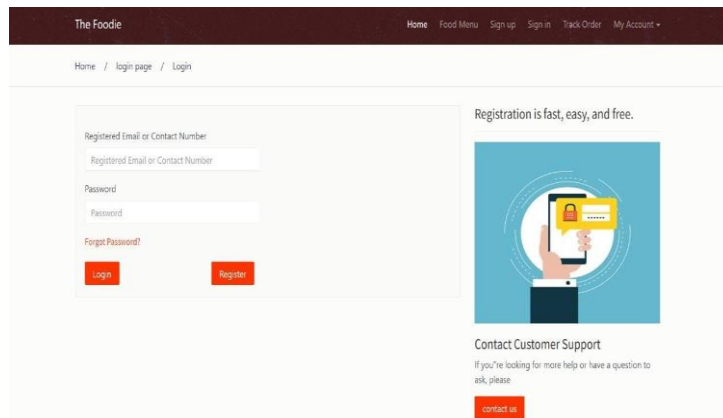 The Foodie
Home Food Menu Sign up Sign in Track Order My Account
Home / login page / Login
Registration is fast, easy, and free.
Registered Email or Contact Number
Registered Email or Contact Number
Password
Password
Forgot Password?
Login Register
Contact Customer Support
If you"re looking for more help or have a question to
ask, please
contact us